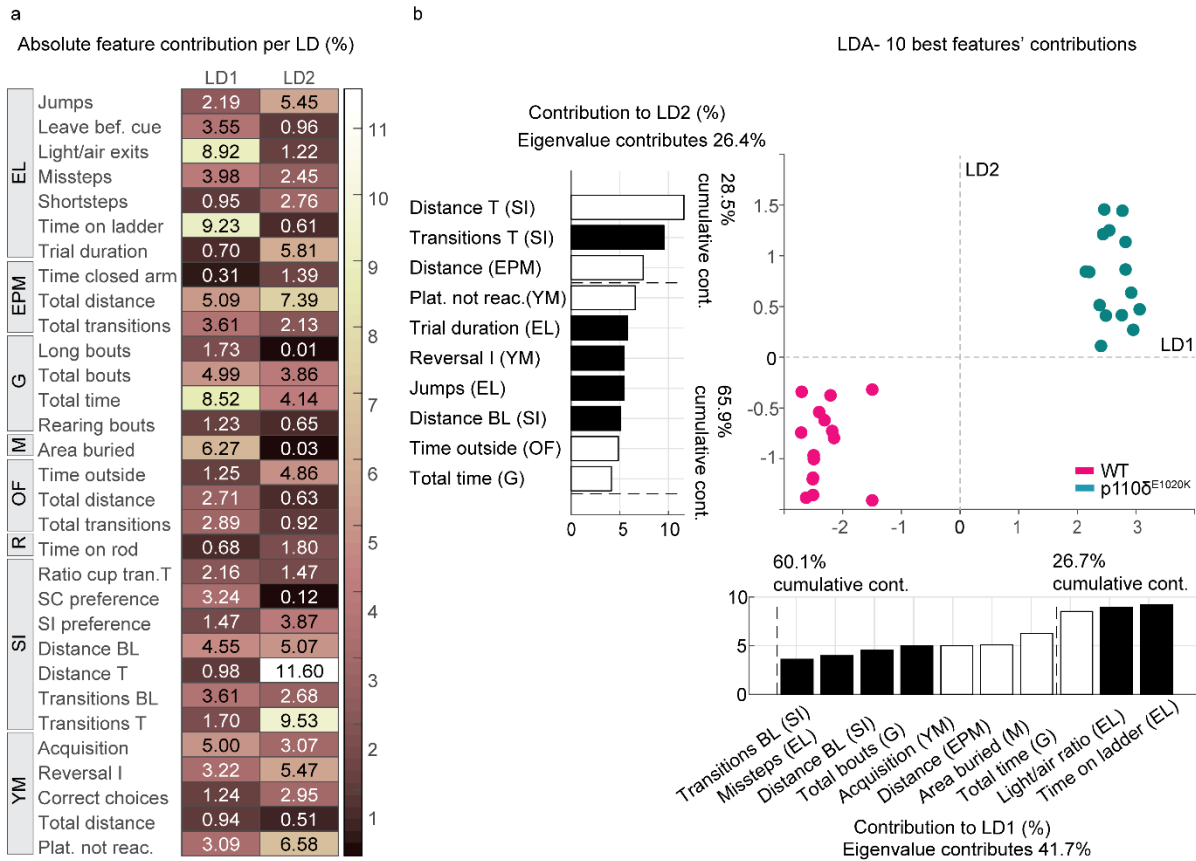 a
Absolute feature contribution per LD (%)
LD1 LD2
EL
Jumps 2.19 5.45
Leave bef. cue 3.55 0.96
Light/air exits 8.92 1.22
Missteps 3.98 2.45
Shortsteps 0.95 2.76
Time on ladder 9.23 0.61
Trial duration 0.70 5.81
EPM
Time closed arm 0.31 1.39
Total distance 5.09 7.39
Total transitions 3.61 2.13
G
Long bouts 1.73 0.01
Total bouts 4.99 3.86
Total time 8.52 4.14
Rearing bouts 1.23 0.65
M
Area buried 6.27 0.03
OF
Time outside 1.25 4.86
Total distance 2.71 0.63
Total transitions 2.89 0.92
R
Time on rod 0.68 1.80
SI
Ratio cup tran.T 2.16 1.47
SC preference 3.24 0.12
SI preference 1.47 3.87
Distance BL 4.55 5.07
Distance T 0.98 11.60
Transitions BL 3.61 2.68
Transitions T 1.70 9.53
YM
Acquisition 5.00 3.07
Reversal I 3.22 5.47
Correct choices 1.24 2.95
Total distance 0.94 0.51
Plat. not reac. 3.09 6.58
11
10
9
8
7
6
5
4
3
2
1
b
LDA- 10 best features' contributions
Contribution to LD2 (%)
Eigenvalue contributes 26.4%
Distance T (SI)
Transitions T (SI)
Distance (EPM)
Plat. not reac.(YM)
Trial duration (EL)
Reversal I (YM)
Jumps (EL)
Distance BL (SI)
Time outside (OF)
Total time (G)
0 5 10
28.5%
cumulative cont.
65.9%
cumulative cont.
LD2
LD1
1.5
1
0.5
0
-0.5
-1
-2 -1 0 1 2 3
WT
p110δE1020K
60.1%
cumulative cont.
26.7%
cumulative cont.
10
5
0
Transitions BL (SI)
Missteps (EL)
Distance BL (SI)
Total bouts (G)
Acquisition (YM)
Distance (EPM)
Area buried (M)
Total time (G)
Light/air ratio (EL)
Time on ladder (EL)
Contribution to LD1 (%)
Eigenvalue contributes 41.7%